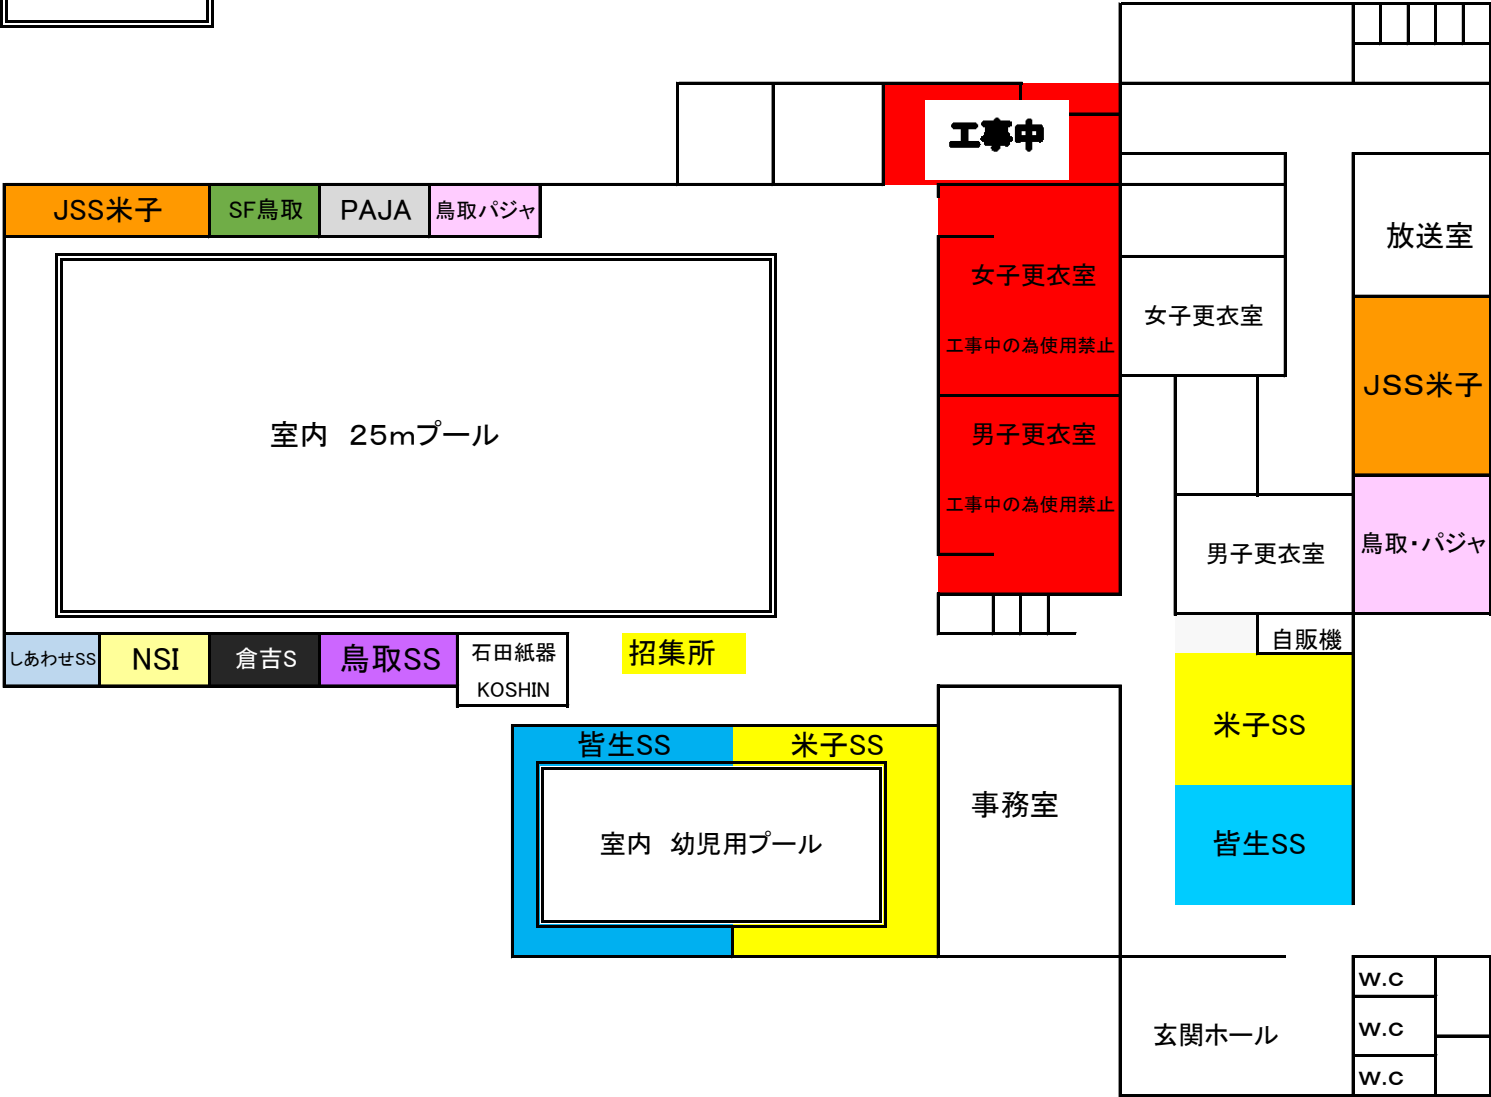 工事中
JSS米子
SF鳥取
PAJA
鳥取パジャ
女子更衣室
工事中の為使用禁止
女子更衣室
放送室
JSS米子
室内　25mプール
男子更衣室
工事中の為使用禁止
男子更衣室
鳥取・パジャ
自販機
しあわせSS
NSI
倉吉S
鳥取SS
石田紙器
KOSHIN
招集所
米子SS
皆生SS
皆生SS
米子SS
室内　幼児用プール
事務室
玄関ホール
W.C
W.C
W.C